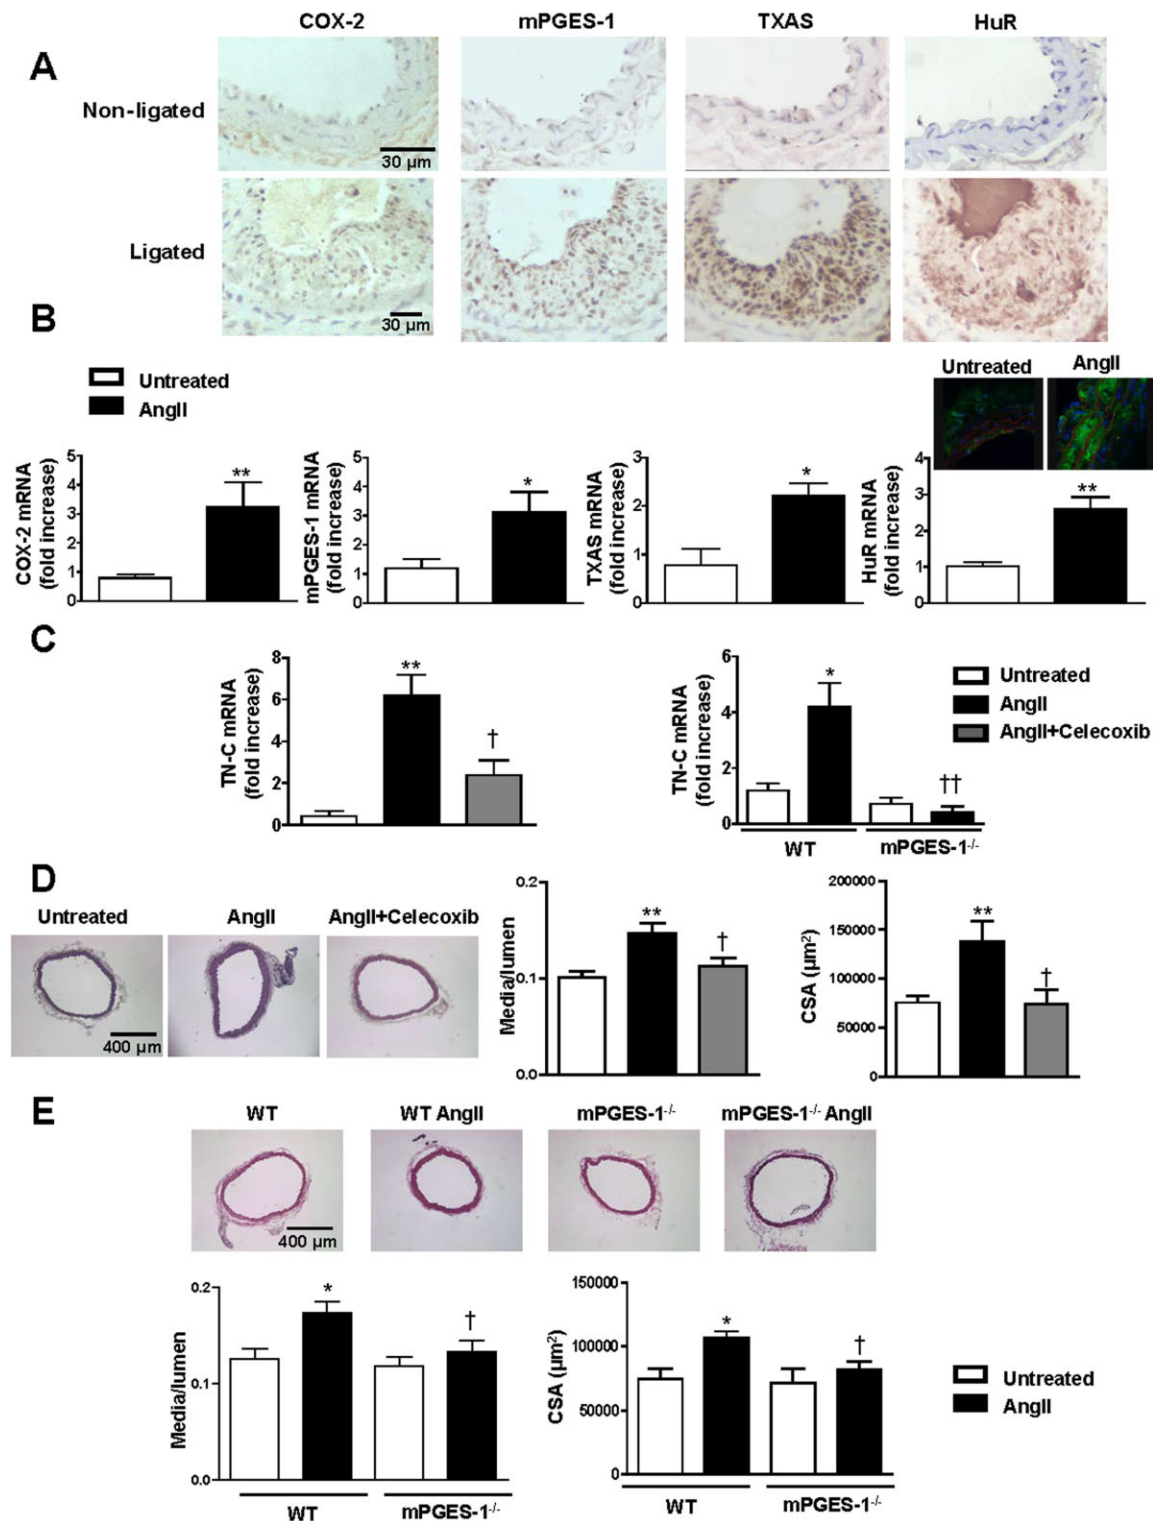 COX-2 mPGES-1 TXAS HuR
A
Non-ligated
30 µm
Ligated
30 µm
B
Untreated
AngII
Untreated AngII
COX-2 mRNA
(fold increase)
5
4
3
2
1
0
**
mPGES-1 mRNA
(fold increase)
5
4
3
2
1
0
*
TXAS mRNA
(fold increase)
3
2
1
0
*
HuR mRNA
(fold increase)
4
3
2
1
0
**
C
TN-C mRNA
(fold increase)
8
6
4
2
0
**
†
TN-C mRNA
(fold increase)
6
4
2
0
*
††
WT mPGES-1-/-
Untreated
AngII
AngII+Celecoxib
D
Untreated AngII AngII+Celecoxib
400 µm
Media/lumen
0.2
0.1
0.0
**
†
CSA (µm²)
200000
150000
100000
50000
0
**
†
E
WT WT AngII mPGES-1-/- mPGES-1-/- AngII
400 µm
Media/lumen
0.2
0.1
0.0
*
†
WT mPGES-1-/-
CSA (µm²)
150000
100000
50000
0
*
†
WT mPGES-1-/-
Untreated
AngII